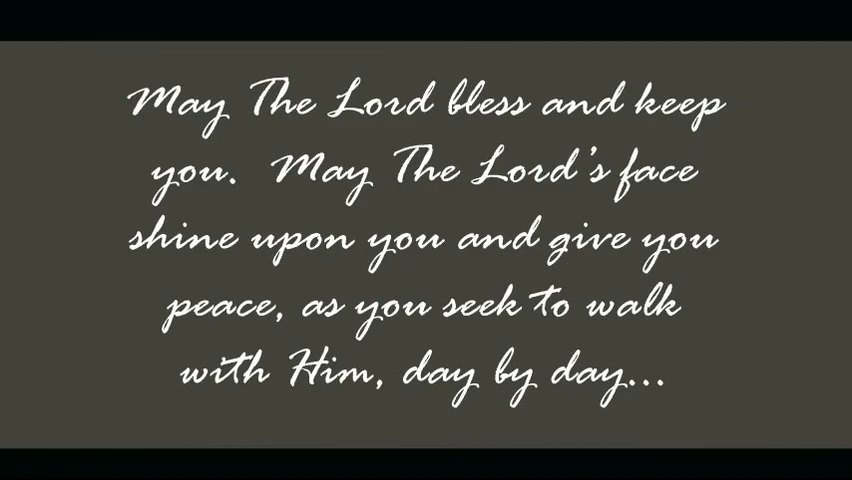 May The Lord bless and keep
you.  May The Lord's face
shine upon you and give you
peace, as you seek to walk
with Him, day by day...